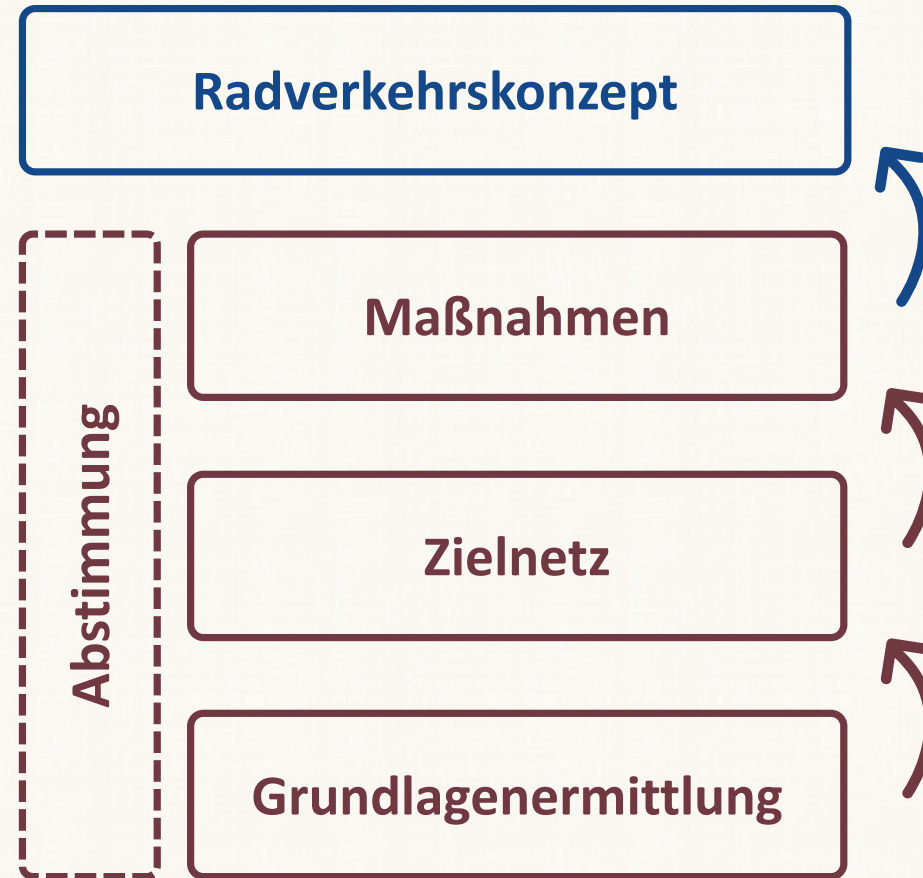 Radverkehrskonzept
Maßnahmen
Abstimmung
Zielnetz
Grundlagenermittlung